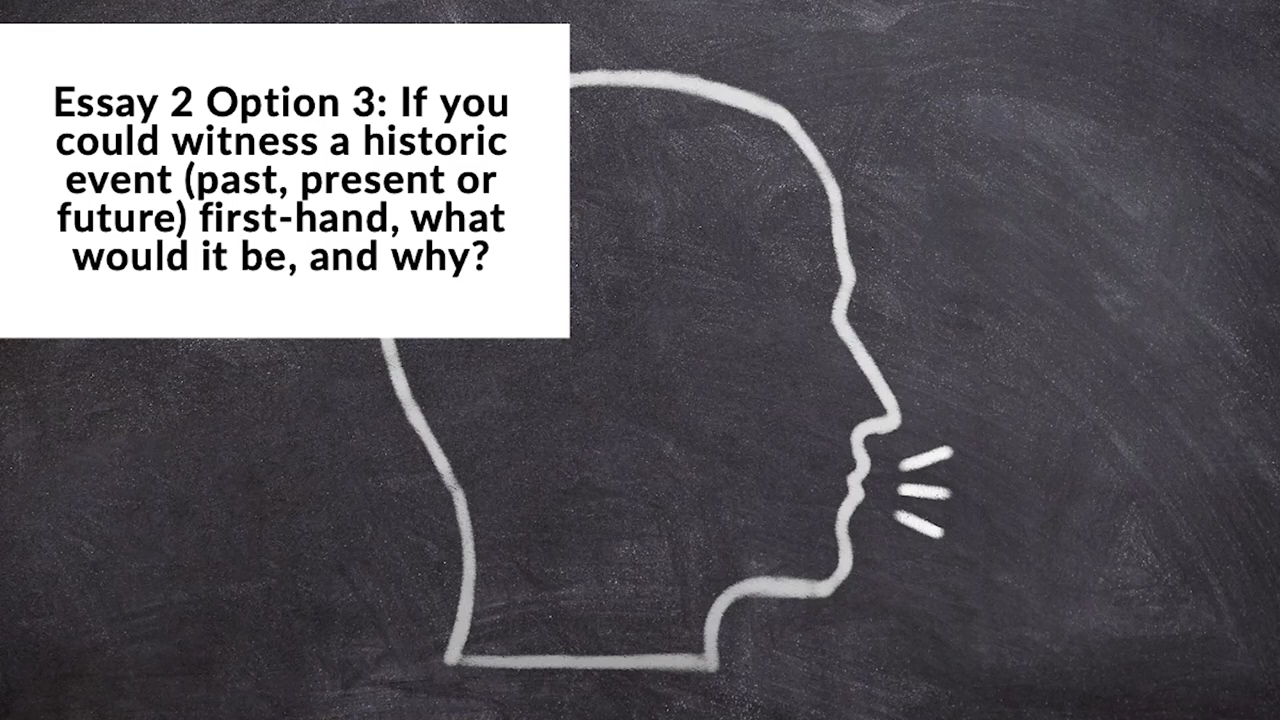 Essay 2 Option 3: If you
could witness a historic
event (past, present or
future) first-hand, what
would it be, and why?